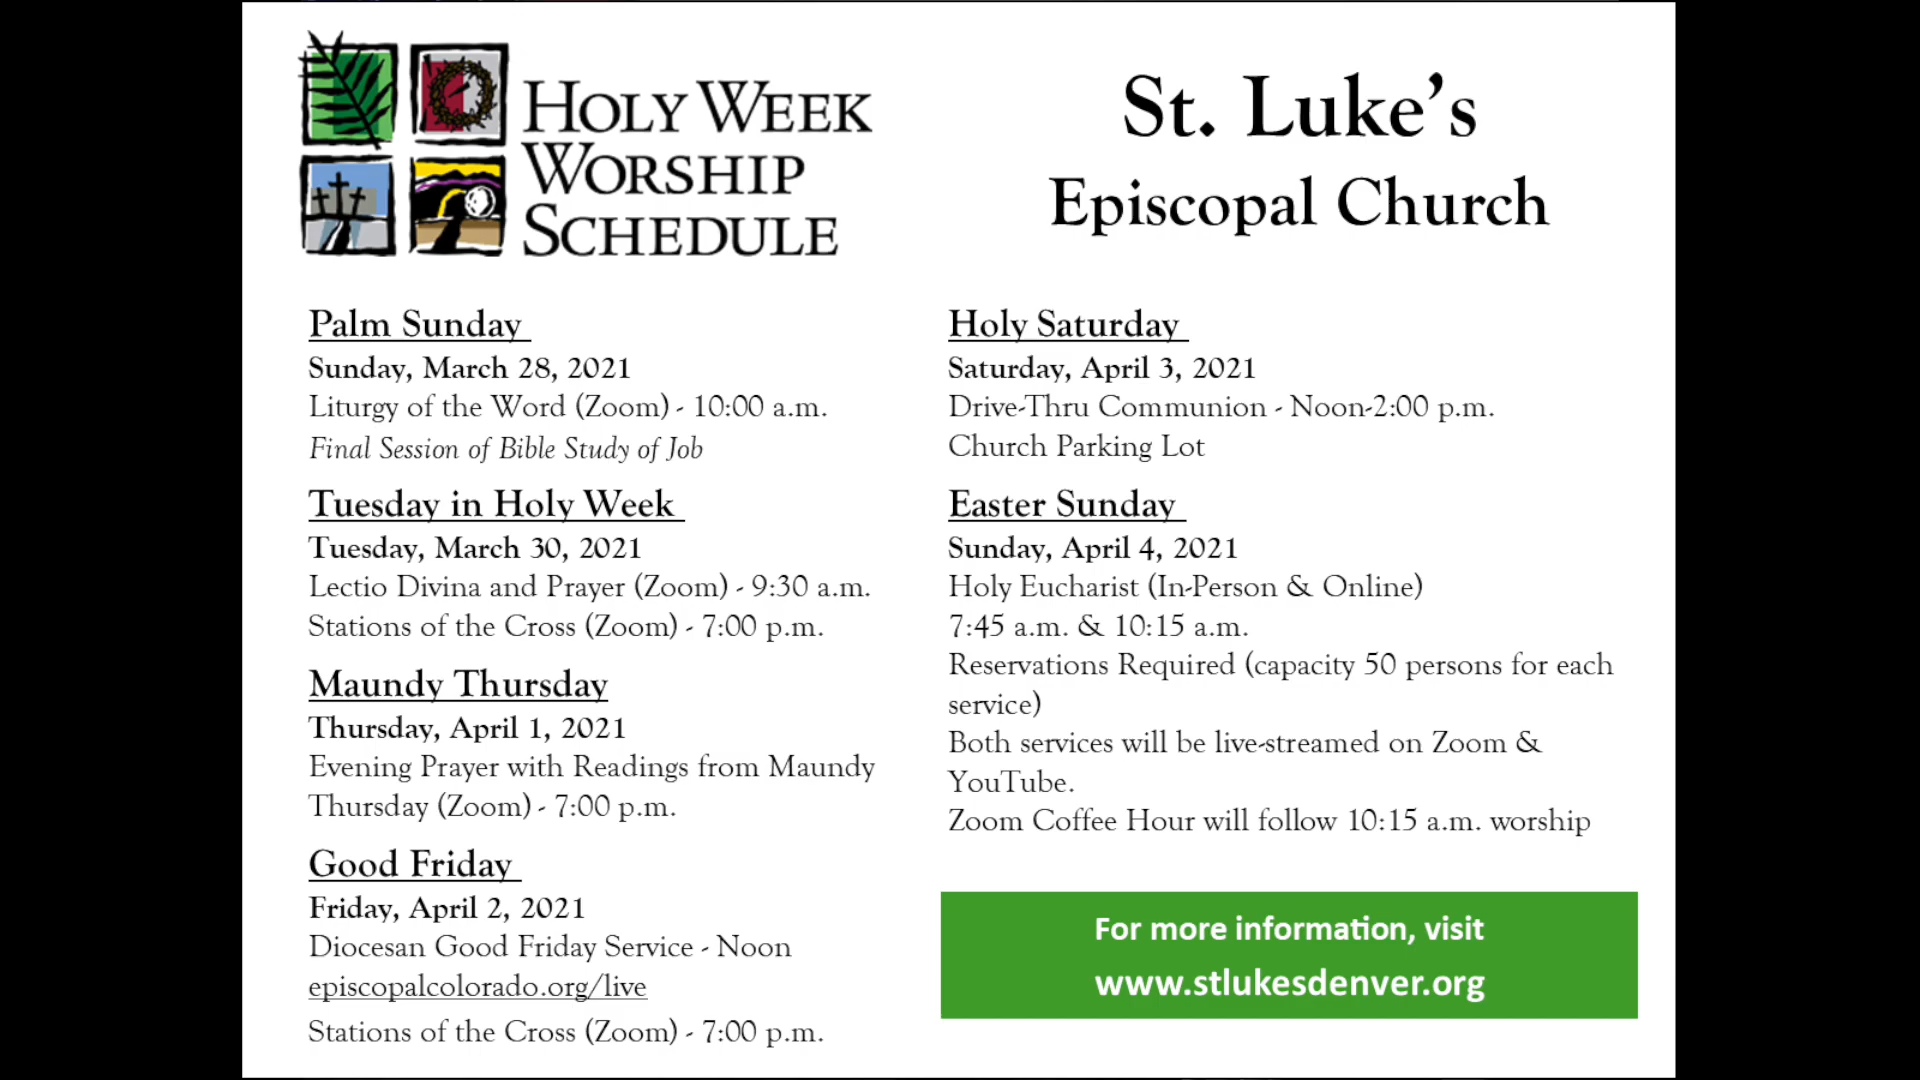 HOLY WEEK
WORSHIP
SCHEDULE
St. Luke's
Episcopal Church
Palm Sunday
Sunday, March 28, 2021
Liturgy of the Word (Zoom) - 10:00 a.m.
Final Session of Bible Study of Job
Tuesday in Holy Week
Tuesday, March 30, 2021
Lectio Divina and Prayer (Zoom) - 9:30 a.m.
Stations of the Cross (Zoom) - 7:00 p.m.
Maundy Thursday
Thursday, April 1, 2021
Evening Prayer with Readings from Maundy
Thursday (Zoom) - 7:00 p.m.
Good Friday
Friday, April 2, 2021
Diocesan Good Friday Service - Noon
episcopalcolorado.org/live
Stations of the Cross (Zoom) - 7:00 p.m.
Holy Saturday
Saturday, April 3, 2021
Drive-Thru Communion - Noon-2:00 p.m.
Church Parking Lot
Easter Sunday
Sunday, April 4, 2021
Holy Eucharist (In-Person & Online)
7:45 a.m. & 10:15 a.m.
Reservations Required (capacity 50 persons for each
service)
Both services will be live-streamed on Zoom &
YouTube.
Zoom Coffee Hour will follow 10:15 a.m. worship
For more information, visit
www.stlukesdenver.org